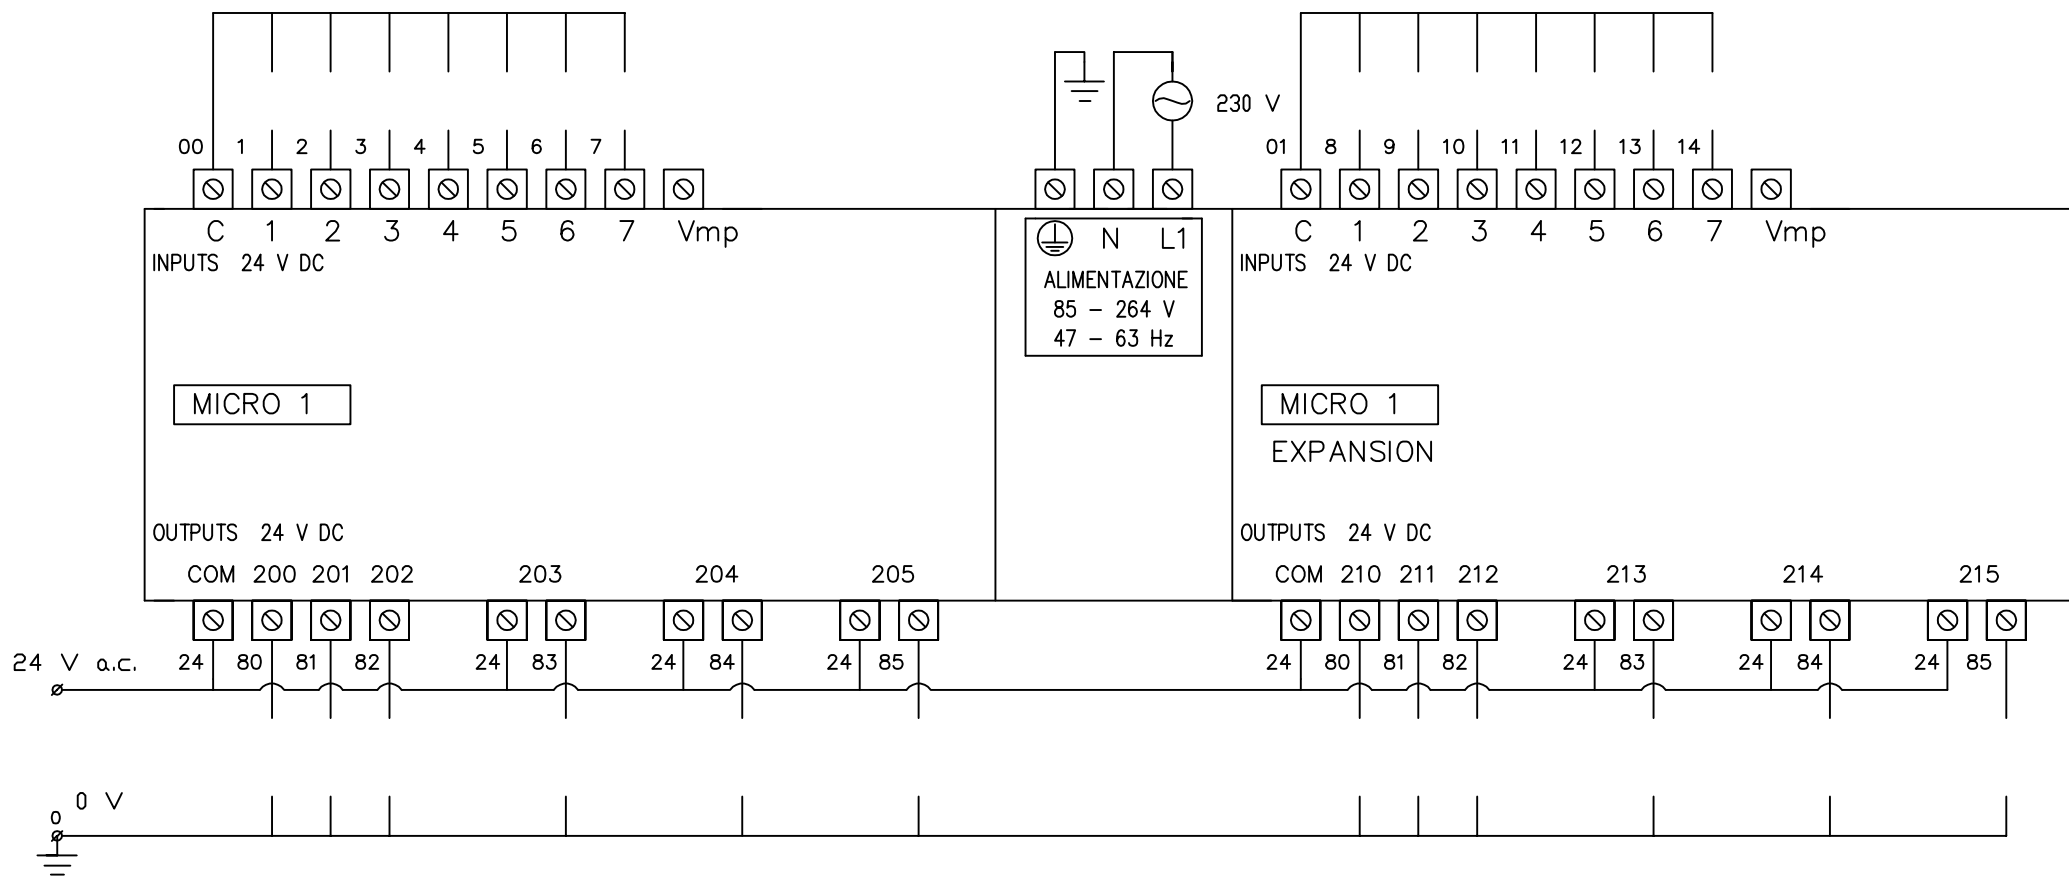 230 V
00 1 2 3 4 5 6 7 01 8 9 10 11 12 13 14
C 1 2 3 4 5 6 7 Vmp N L1 C 1 2 3 4 5 6 7 Vmp
INPUTS 24 V DC ALIMENTAZIONE INPUTS 24 V DC
85 - 264 V
47 - 63 Hz
MICRO 1 MICRO 1
EXPANSION
OUTPUTS 24 V DC OUTPUTS 24 V DC
COM 200 201 202 203 204 205 COM 210 211 212 213 214 215
24 V a.c. 24 80 81 82 24 83 24 84 24 85 24 80 81 82 24 83 24 84 24 85
0 V
0